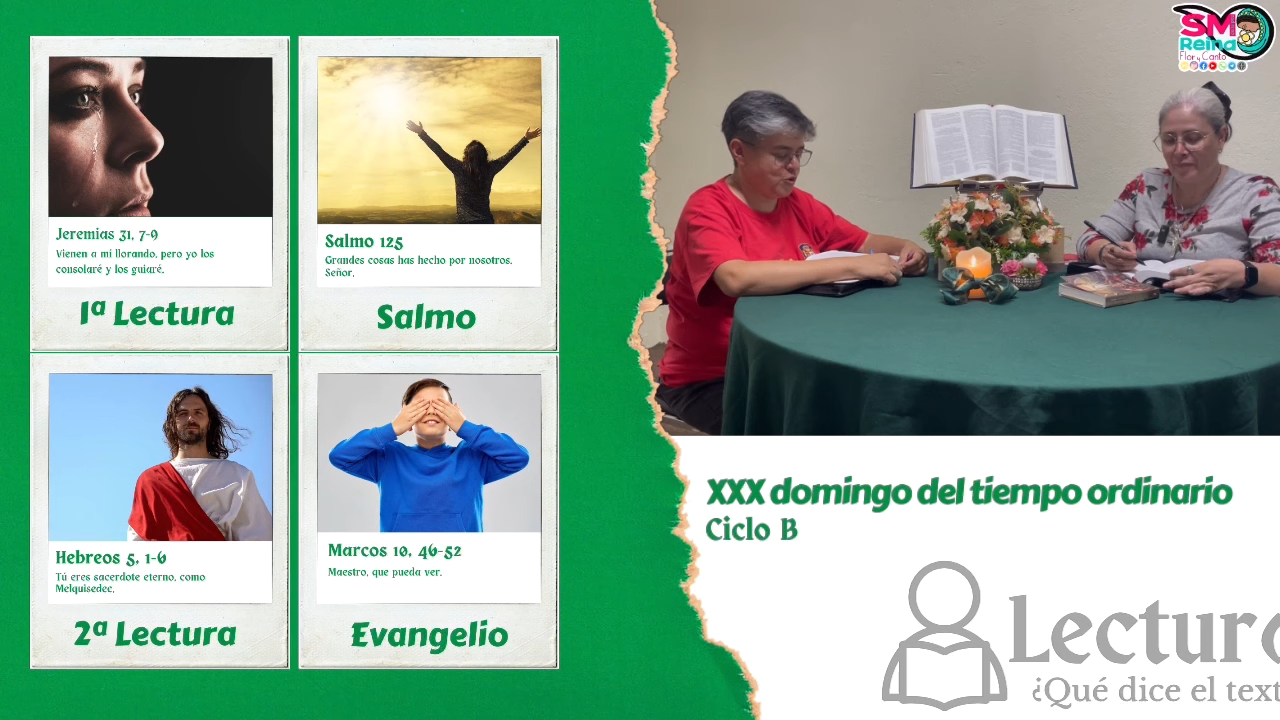 Jeremias 31, 7-9
Vienen a mi llorando, pero yo los
consolaré y los guiaré.
1ª Lectura
Salmo 125
Grandes cosas has hecho por nosotros,
Señor.
Salmo
Hebreos 5, 1-6
Tú eres sacerdote eterno, como
Melquisedec.
2ª Lectura
Marcos 10, 46-52
Maestro, que pueda ver.
Evangelio
SM
Reina
Flor y Canto
XXX domingo del tiempo ordinario
Ciclo B
Lectura
¿Qué dice el text